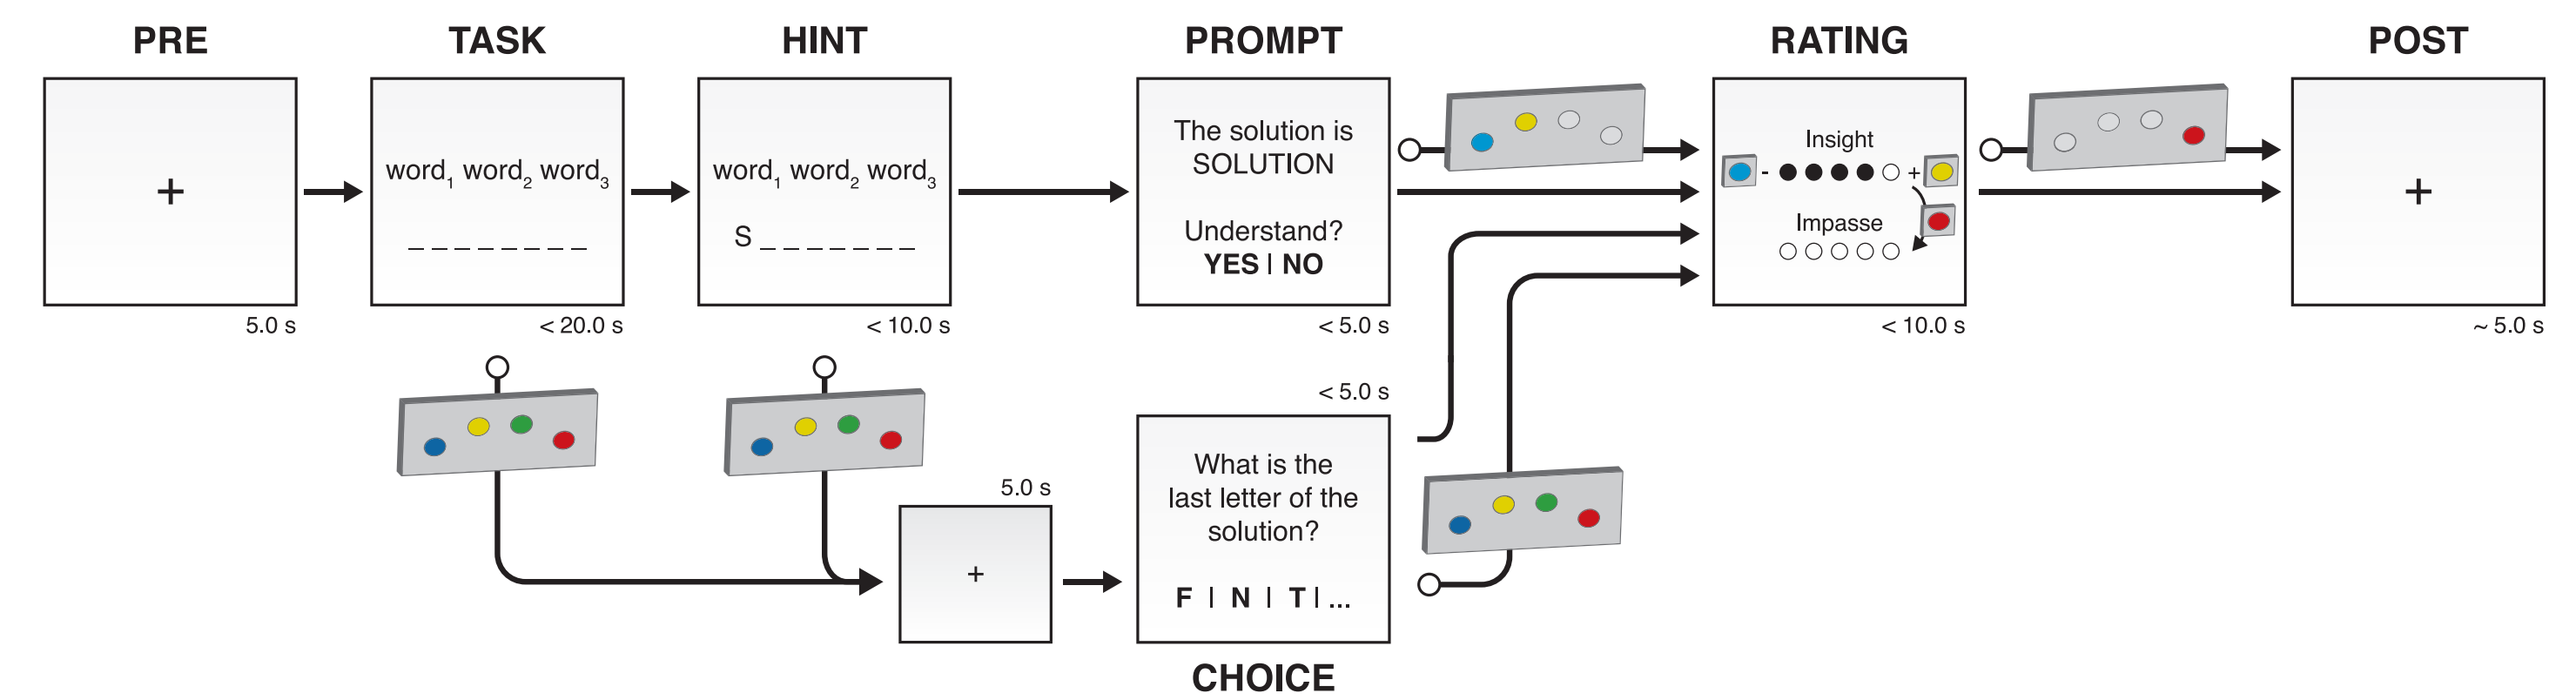 PRE
TASK
HINT
PROMPT
RATING
POST
+
5.0 s
word1 word2 word3
_ _ _ _ _ _ _ _
< 20.0 s
word1 word2 word3
S _ _ _ _ _ _ _
< 10.0 s
The solution is
SOLUTION
Understand?
YES | NO
< 5.0 s
Insight
- +
Impasse
< 10.0 s
+
~ 5.0 s
5.0 s
+
< 5.0 s
What is the
last letter of the
solution?
F | N | T | ...
CHOICE